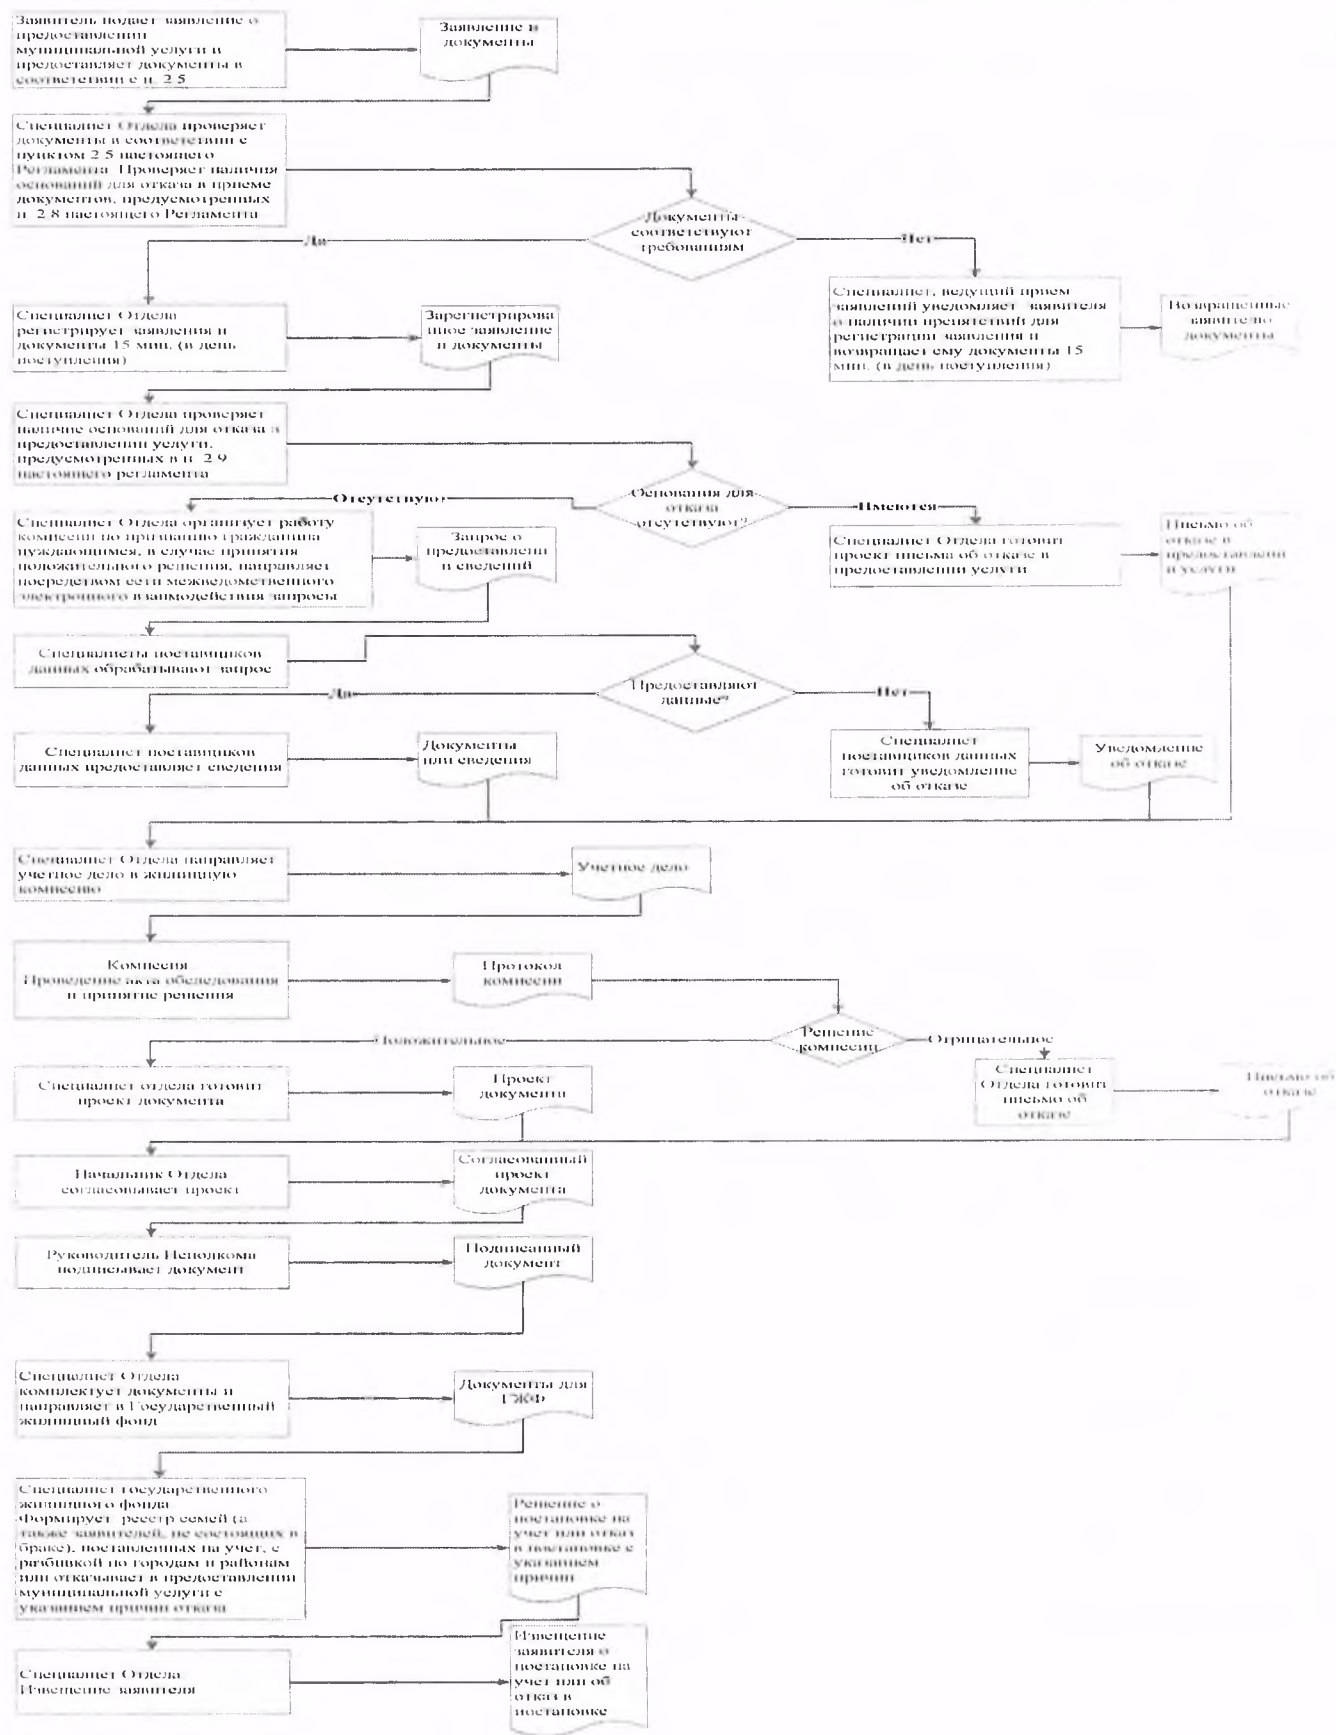 Заявитель подает заявление о
предоставлении
муниципальной услуги и
предоставляет документы в
соответствии с п. 2.5
Заявление и
документы
Специалист Отдела проверяет
документы в соответствии с
пунктом 2.5 настоящего
Регламента. Проверяет наличия
оснований для отказа в приеме
документов, предусмотренных
п. 2.8 настоящего Регламента
Документы
соответствуют
требованиям
Да
Нет
Специалист Отдела
регистрирует заявления и
документы 15 мин. (в день
поступления)
Зарегистрирова
нное заявление
и документы
Специалист, ведущий прием
заявлений уведомляет заявителя
о наличии препятствий для
регистрации заявления и
возвращает ему документы 15
мин. (в день поступления)
Возвращенные
заявителю
документы
Специалист Отдела проверяет
наличие оснований для отказа в
предоставлении услуги,
предусмотренных в п. 2.9
настоящего регламента
Основания для
отказа
отсутствуют?
Отсутствуют
Имеются
Специалист Отдела организует работу
комиссии по признанию гражданина
нуждающимся, в случае принятия
положительного решения, направляет
посредством сети межведомственного
электронного взаимодействия запросы
Запрос о
предоставлени
и сведений
Специалист Отдела готовит
проект письма об отказе в
предоставлении услуги
Письмо об
отказе в
предоставлени
и услуги
Специалисты поставщиков
данных обрабатывают запрос
Предоставляют
данные?
Да
Нет
Специалист поставщиков
данных предоставляет сведения
Документы
или сведения
Специалист
поставщиков данных
готовит уведомление
об отказе
Уведомление
об отказе
Специалист Отдела направляет
учетное дело в жилищную
комиссию
Учетное дело
Комиссия
Проведение акта обследования
и принятие решения
Протокол
комиссии
Решение
комиссии
Положительное
Отрицательное
Специалист отдела готовит
проект документа
Проект
документа
Специалист
Отдела готовит
письмо об
отказе
Письмо об
отказе
Начальник Отдела
согласовывает проект
Согласованный
проект
документа
Руководитель Исполкома
подписывает документ
Подписанный
документ
Специалист Отдела
комплектует документы и
направляет в Государственный
жилищный фонд
Документы для
ГЖФ
Специалист государственного
жилищного фонда
Формирует реестр семей (а
также заявителей, не состоящих в
браке), поставленных на учет, с
разбивкой по городам и районам
или отказывает в предоставлении
муниципальной услуги с
указанием причин отказа
Решение о
постановке на
учет или отказ
в постановке с
указанием
причин
Специалист Отдела
Извещение заявителя
Извещение
заявителя о
постановке на
учет или об
отказ в
постановке